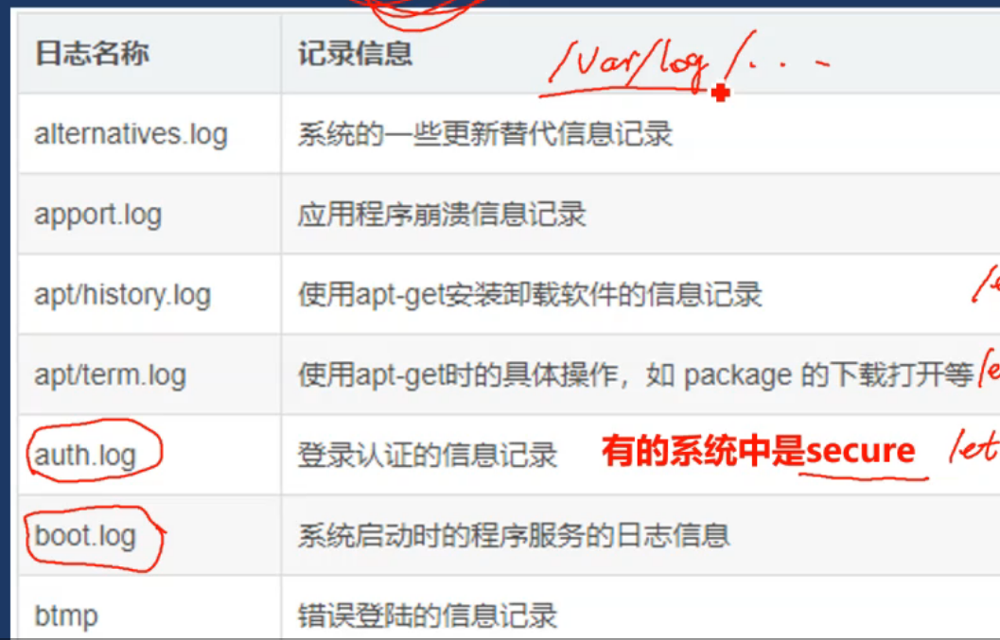 日志名称 记录信息 /var/log/...
alternatives.log 系统的一些更新替代信息记录
apport.log 应用程序崩溃信息记录
apt/history.log 使用apt-get安装卸载软件的信息记录
apt/term.log 使用apt-get时的具体操作，如 package 的下载打开等
auth.log 登录认证的信息记录 有的系统中是secure /et
boot.log 系统启动时的程序服务的日志信息
btmp 错误登陆的信息记录